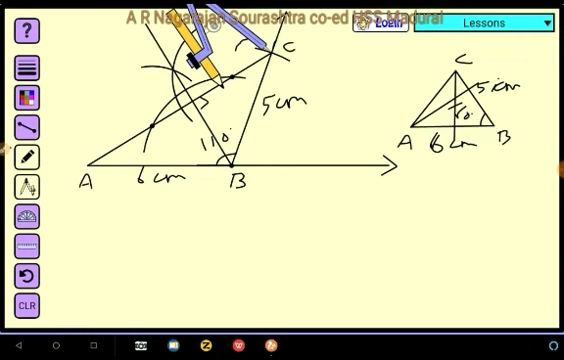 A R Nagarajan Sourashtra co-ed HSS Madurai
Login
Lessons
?
CLR
C
5cm
110°
A
6cm
B
C
5cm
A
6cm
B